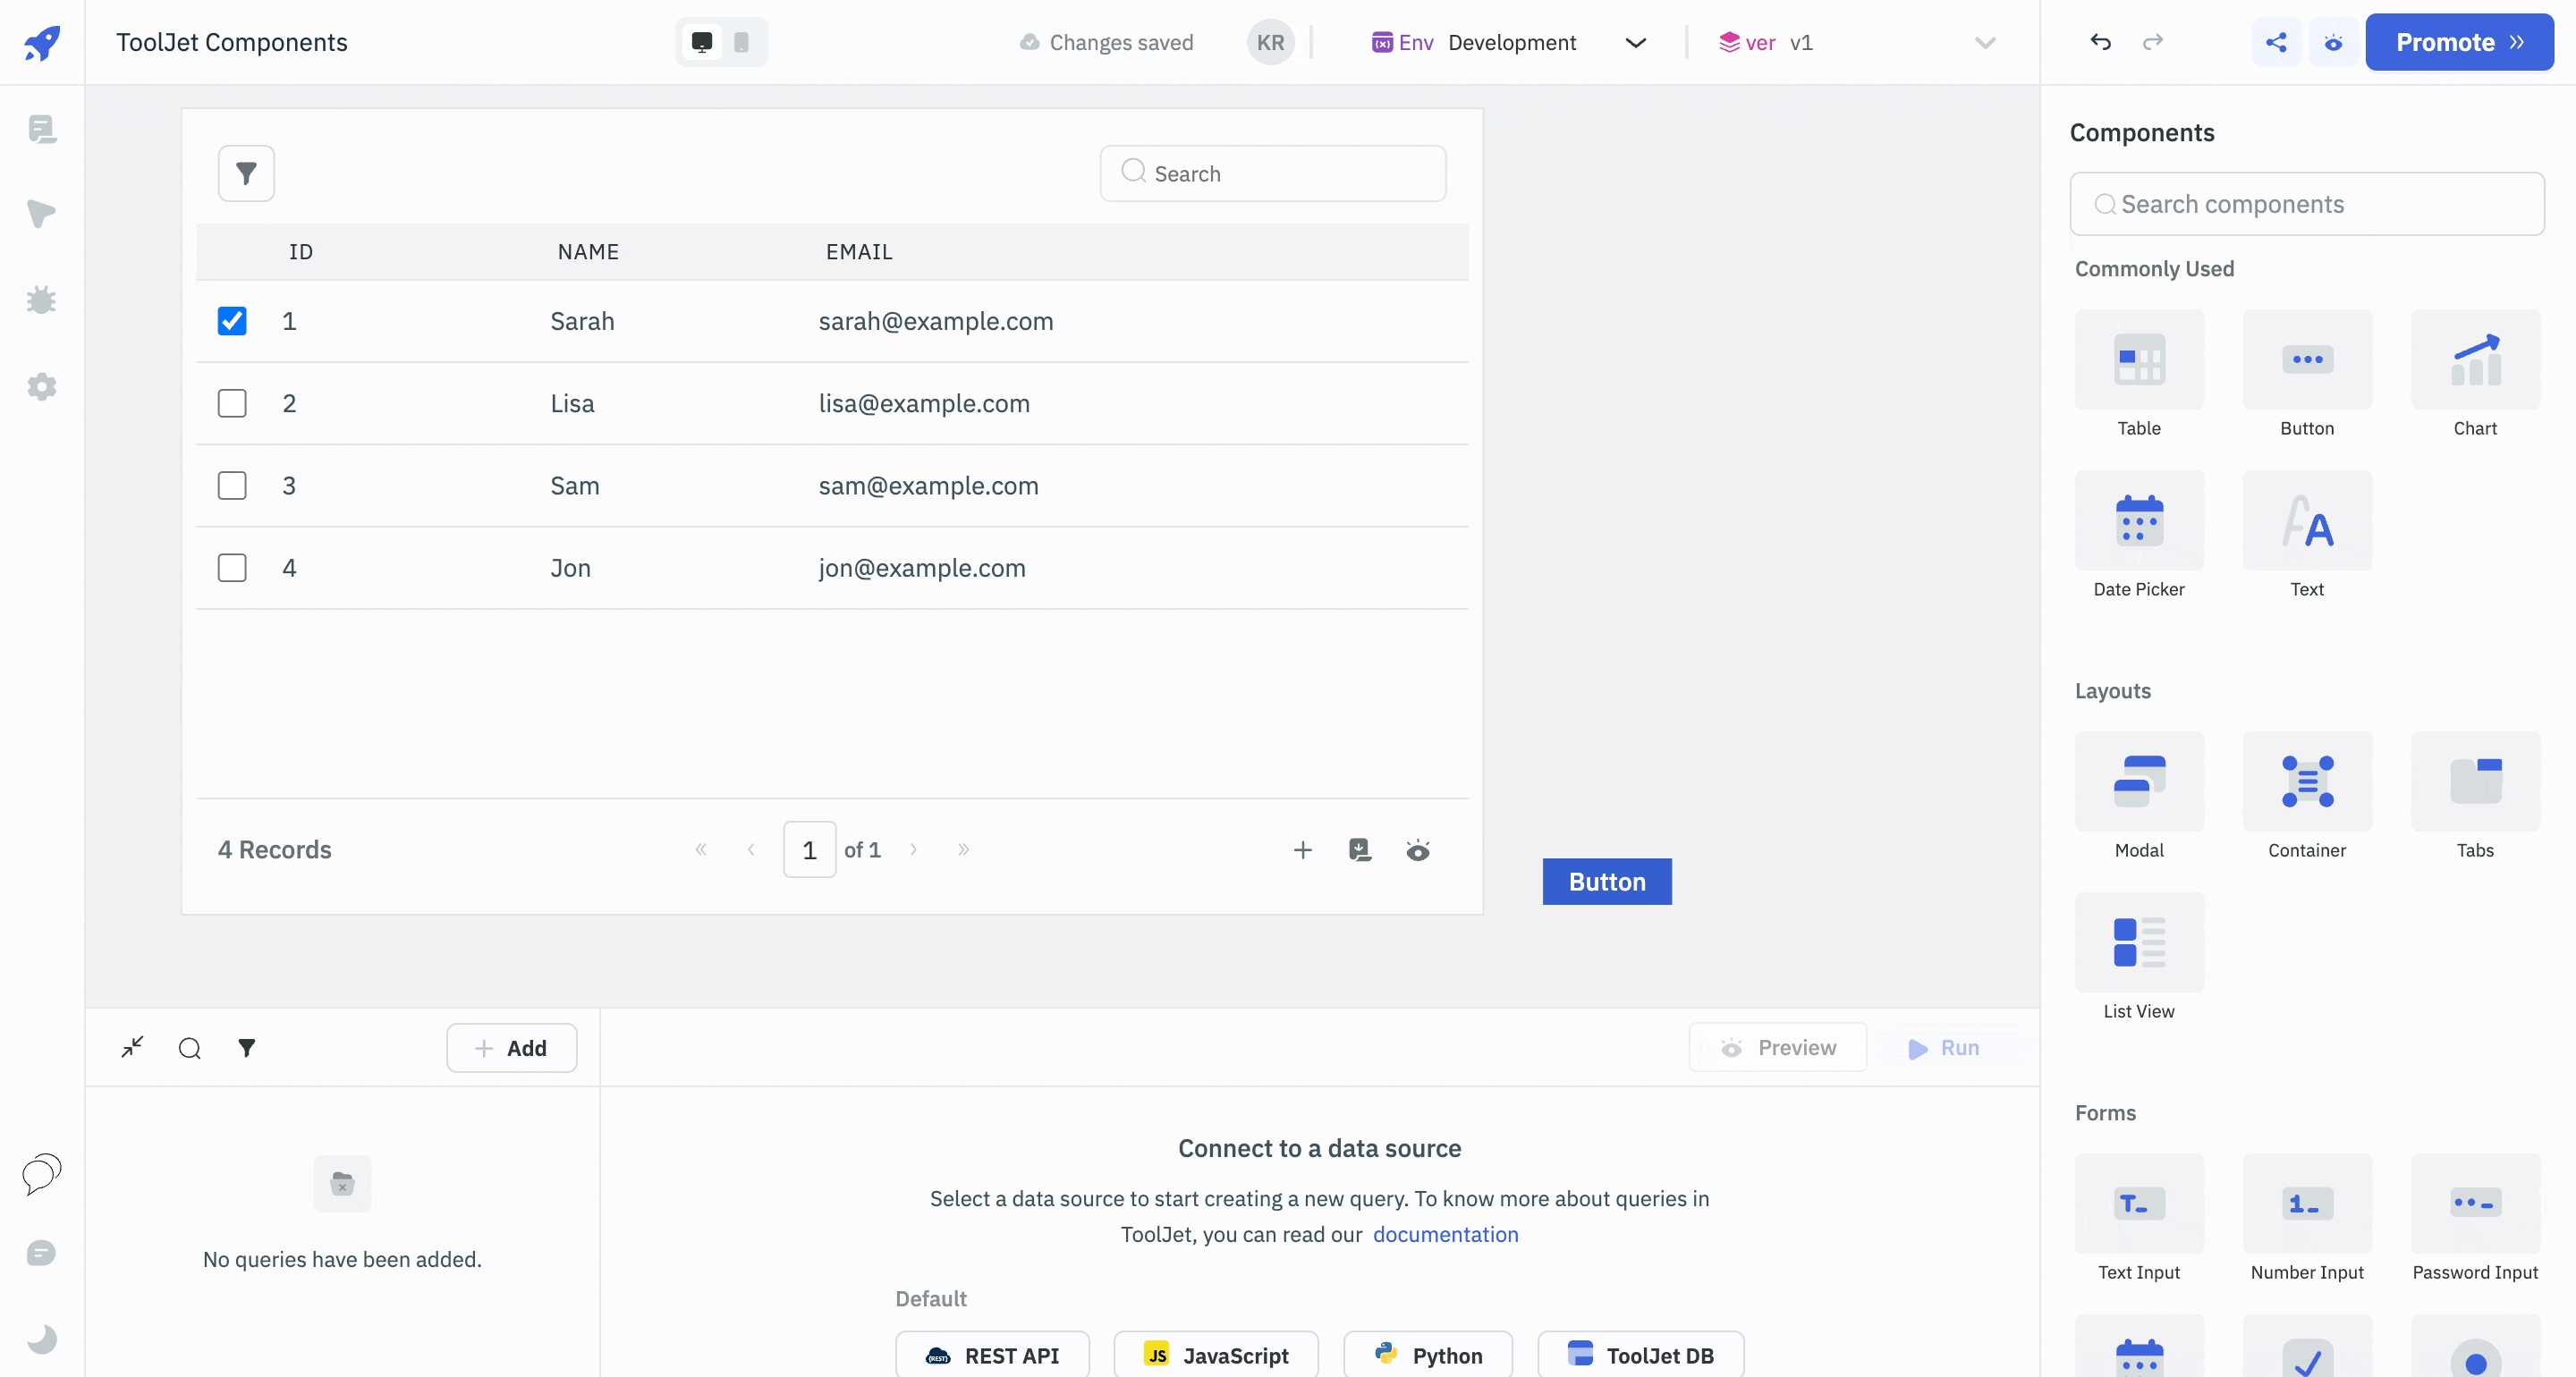 ToolJet Components
Changes saved
KR
Env Development
ver v1
Promote
Search
ID NAME EMAIL
1 Sarah sarah@example.com
2 Lisa lisa@example.com
3 Sam sam@example.com
4 Jon jon@example.com
4 Records
1 of 1
Button
Add
Preview
Run
No queries have been added.
Connect to a data source
Select a data source to start creating a new query. To know more about queries in
ToolJet, you can read our documentation
Default
REST REST API
JS JavaScript
Python
ToolJet DB
Components
Search components
Commonly Used
Table Button Chart
Date Picker Text
Layouts
Modal Container Tabs
List View
Forms
Text Input Number Input Password Input